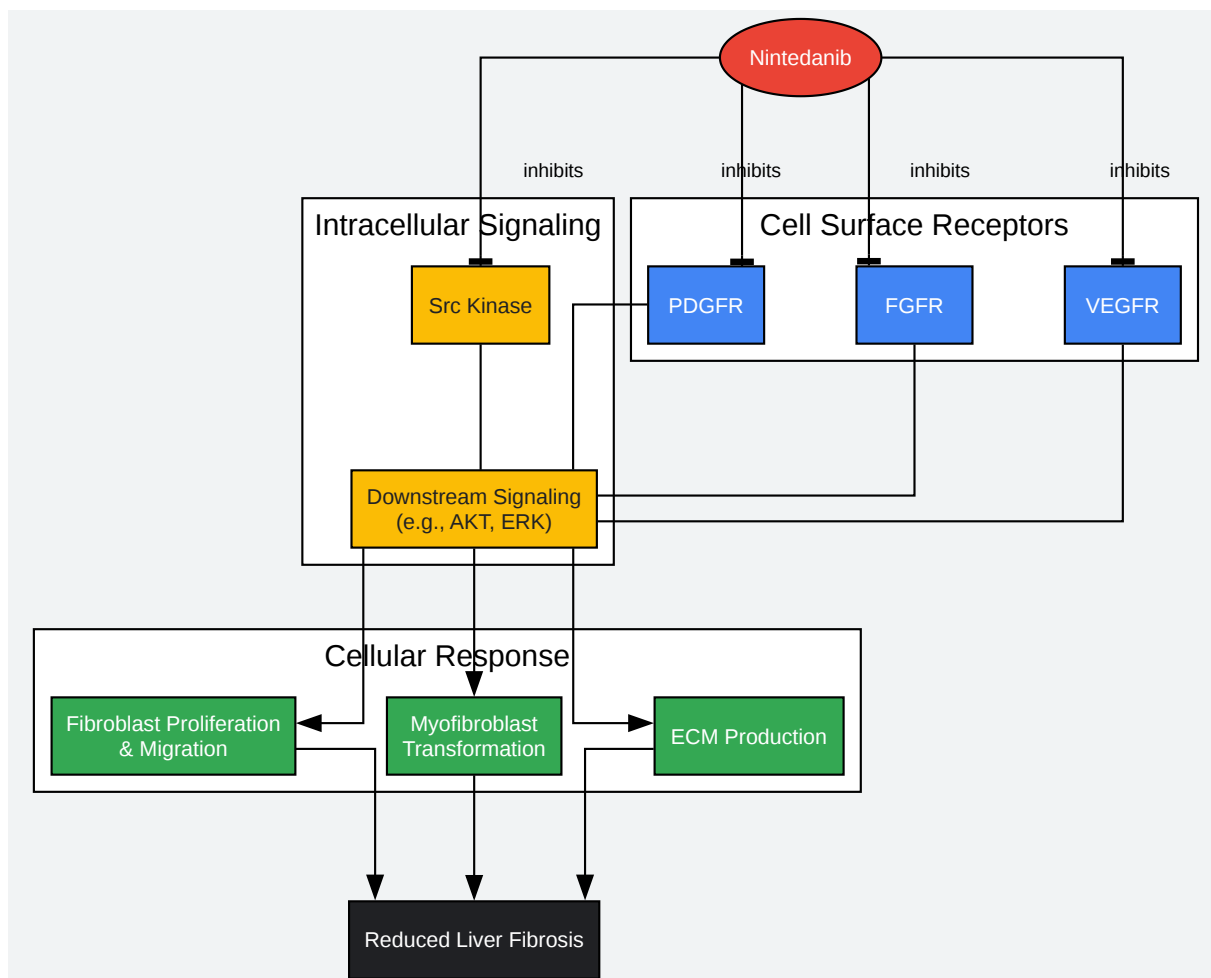 Nintedanib
inhibits
inhibits
inhibits
inhibits
Intracellular Signaling
Cell Surface Receptors
Src Kinase
PDGFR
FGFR
VEGFR
Downstream Signaling
(e.g., AKT, ERK)
Cellular Response
Fibroblast Proliferation
& Migration
Myofibroblast
Transformation
ECM Production
Reduced Liver Fibrosis